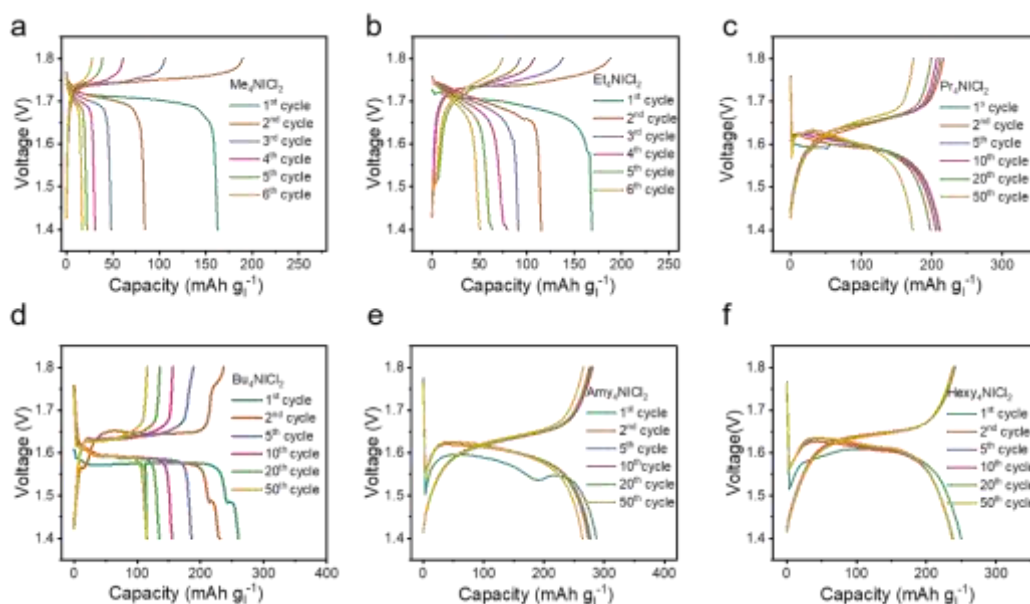 a
1.8
1.7
1.6
1.5
1.4
Voltage (V)
Me₄NICl₂
1st cycle
2nd cycle
3rd cycle
4th cycle
5th cycle
6th cycle
0 50 100 150 200 250
Capacity (mAh gI⁻¹)
b
1.8
1.7
1.6
1.5
1.4
Voltage (V)
Et₄NICl₂
1st cycle
2nd cycle
3rd cycle
4th cycle
5th cycle
6th cycle
0 50 100 150 200 250
Capacity (mAh gI⁻¹)
c
1.8
1.7
1.6
1.5
1.4
Voltage(V)
Pr₄NICl₂
1s cycle
2nd cycle
5th cycle
10th cycle
20th cycle
50th cycle
0 100 200 300
Capacity (mAh gI⁻¹)
d
1.8
1.7
1.6
1.5
1.4
Voltage (V)
Bu₄NICl₂
1st cycle
2nd cycle
5th cycle
10th cycle
20th cycle
50th cycle
0 100 200 300 400
Capacity (mAh gI⁻¹)
e
1.8
1.7
1.6
1.5
1.4
Voltage (V)
Amy₄NICl₂
1st cycle
2nd cycle
5th cycle
10thcycle
20th cycle
50th cycle
0 100 200 300 400
Capacity (mAh gI⁻¹)
f
1.8
1.7
1.6
1.5
1.4
Voltage(V)
Hexy₄NICl₂
1st cycle
2nd cycle
5th cycle
10th cycle
20th cycle
50th cycle
0 100 200 300
Capacity (mAh gI⁻¹)